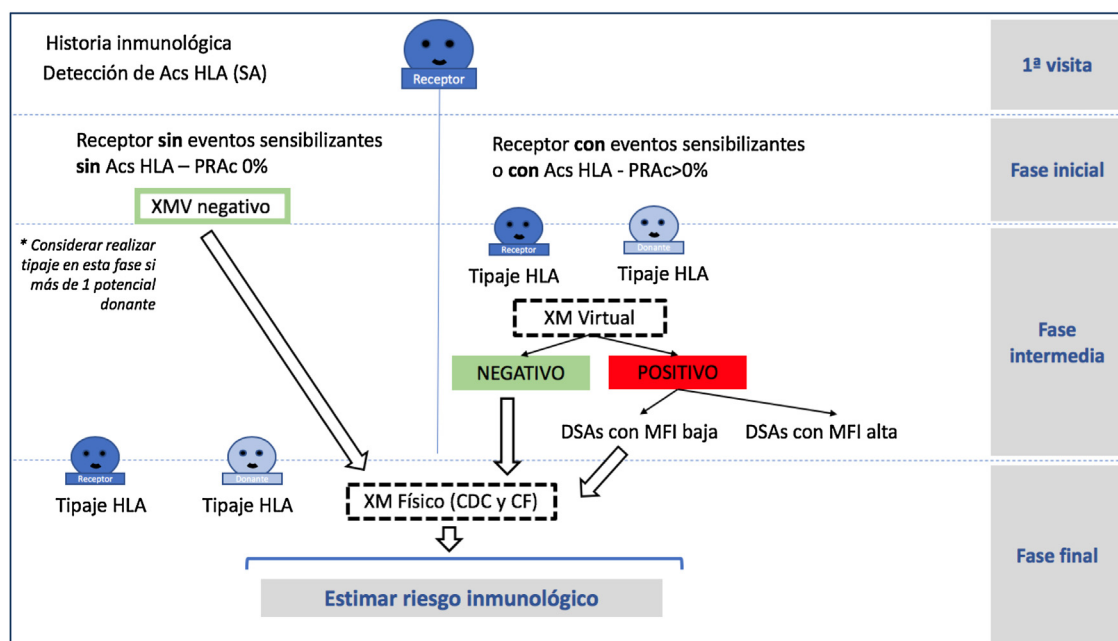 Historia inmunológica
Detección de Acs HLA (SA)
Receptor
1ª visita
Receptor sin eventos sensibilizantes
sin Acs HLA – PRAc 0%
XMV negativo
Receptor con eventos sensibilizantes
o con Acs HLA - PRAc>0%
Fase inicial
* Considerar realizar
tipaje en esta fase si
más de 1 potencial
donante
Receptor
Tipaje HLA
Donante
Tipaje HLA
XM Virtual
NEGATIVO
POSITIVO
DSAs con MFI baja
DSAs con MFI alta
Fase
intermedia
Receptor
Tipaje HLA
Donante
Tipaje HLA
XM Físico (CDC y CF)
Estimar riesgo inmunológico
Fase final